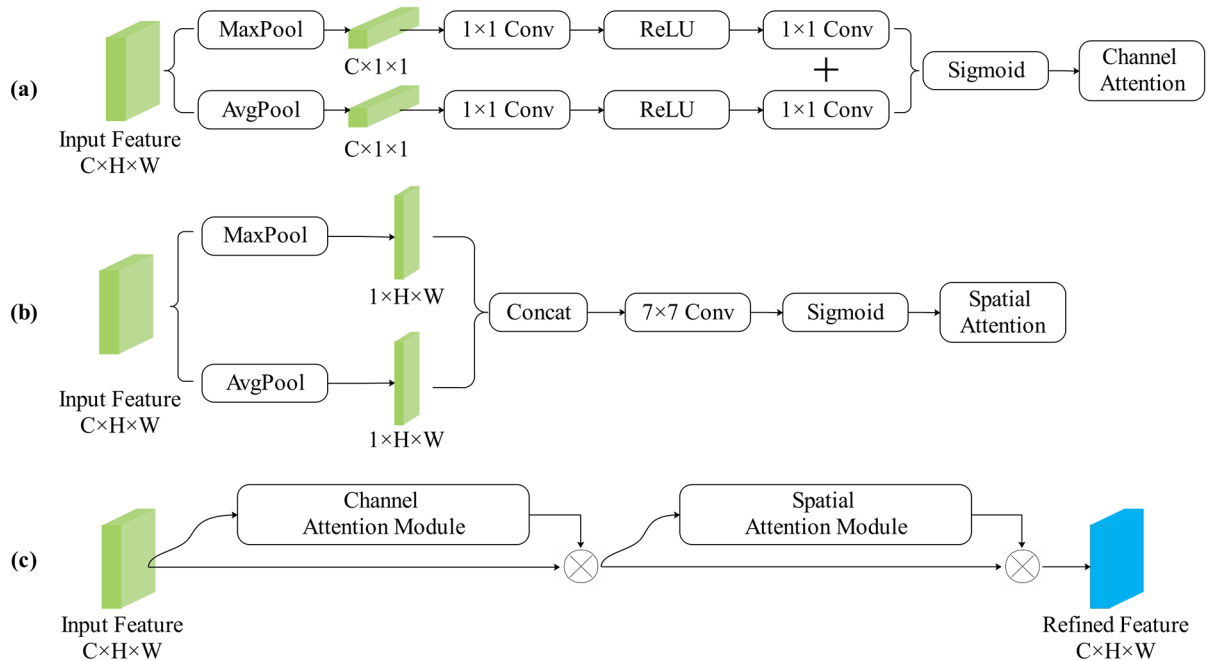 (a)
Input Feature
C×H×W
MaxPool
C×1×1
1×1 Conv
ReLU
1×1 Conv
+
AvgPool
C×1×1
1×1 Conv
ReLU
1×1 Conv
Sigmoid
Channel
Attention
(b)
Input Feature
C×H×W
MaxPool
1×H×W
AvgPool
1×H×W
Concat
7×7 Conv
Sigmoid
Spatial
Attention
(c)
Input Feature
C×H×W
Channel
Attention Module
Spatial
Attention Module
Refined Feature
C×H×W